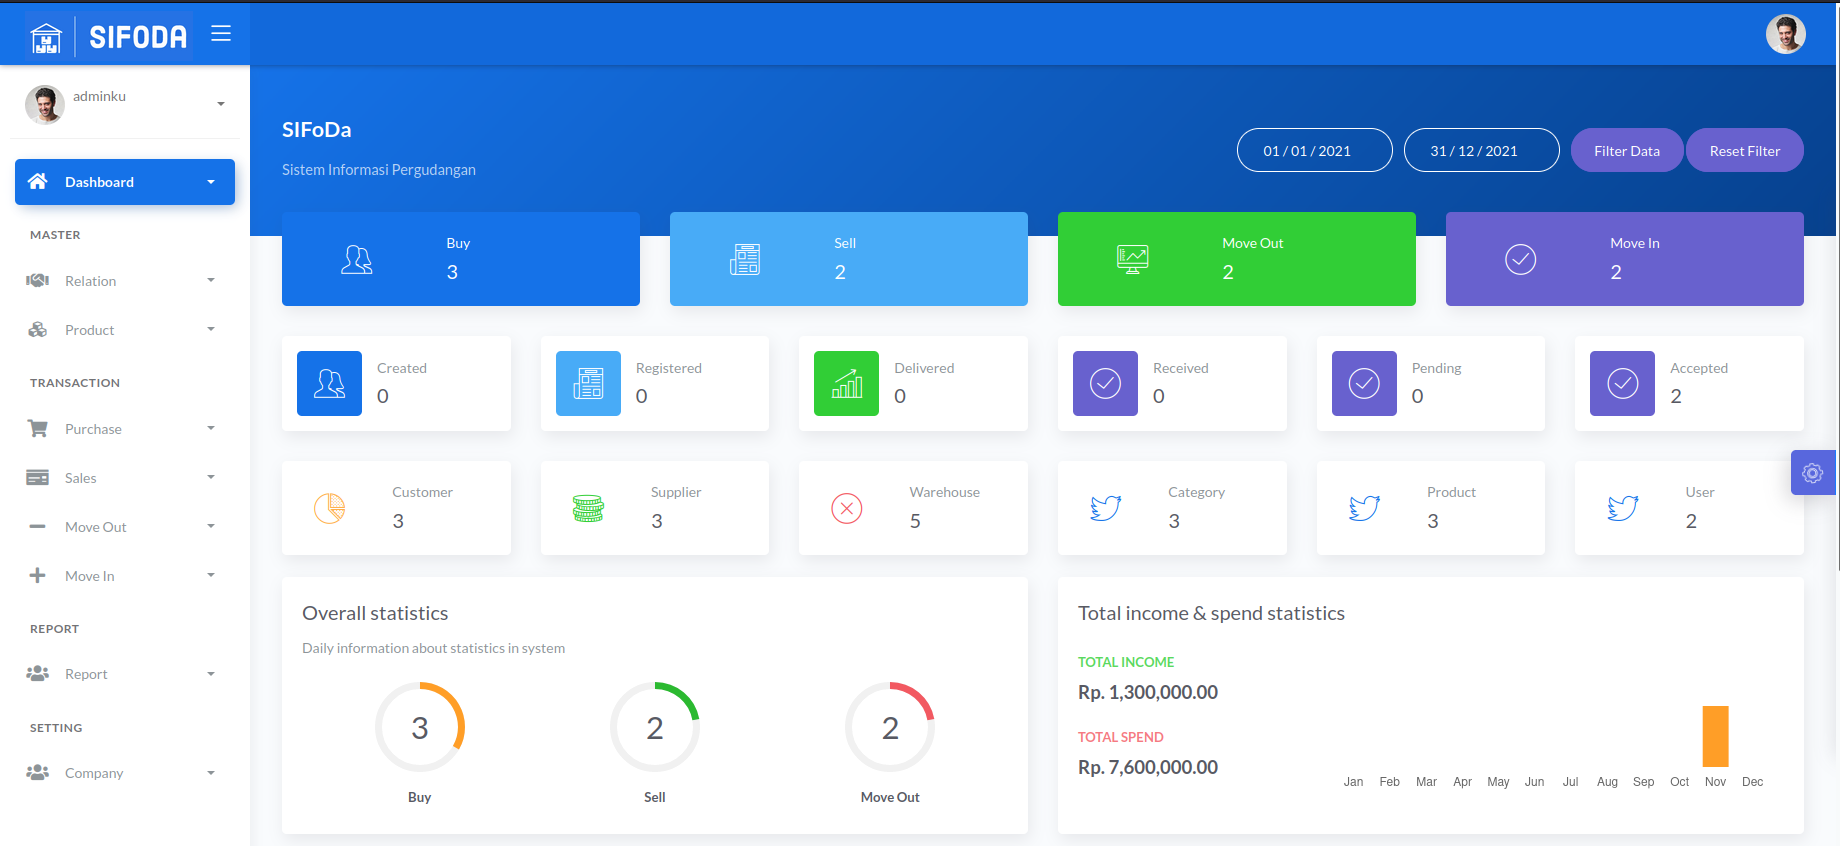 SIFODA
adminku
Dashboard
MASTER
Relation
Product
TRANSACTION
Purchase
Sales
Move Out
Move In
REPORT
Report
SETTING
Company
SIFoDa
Sistem Informasi Pergudangan
01 / 01 / 2021
31 / 12 / 2021
Filter Data
Reset Filter
Buy
3
Sell
2
Move Out
2
Move In
2
Created
0
Registered
0
Delivered
0
Received
0
Pending
0
Accepted
2
Customer
3
Supplier
3
Warehouse
5
Category
3
Product
3
User
2
Overall statistics
Daily information about statistics in system
3
Buy
2
Sell
2
Move Out
Total income & spend statistics
TOTAL INCOME
Rp. 1,300,000.00
TOTAL SPEND
Rp. 7,600,000.00
Jan Feb Mar Apr May Jun Jul Aug Sep Oct Nov Dec